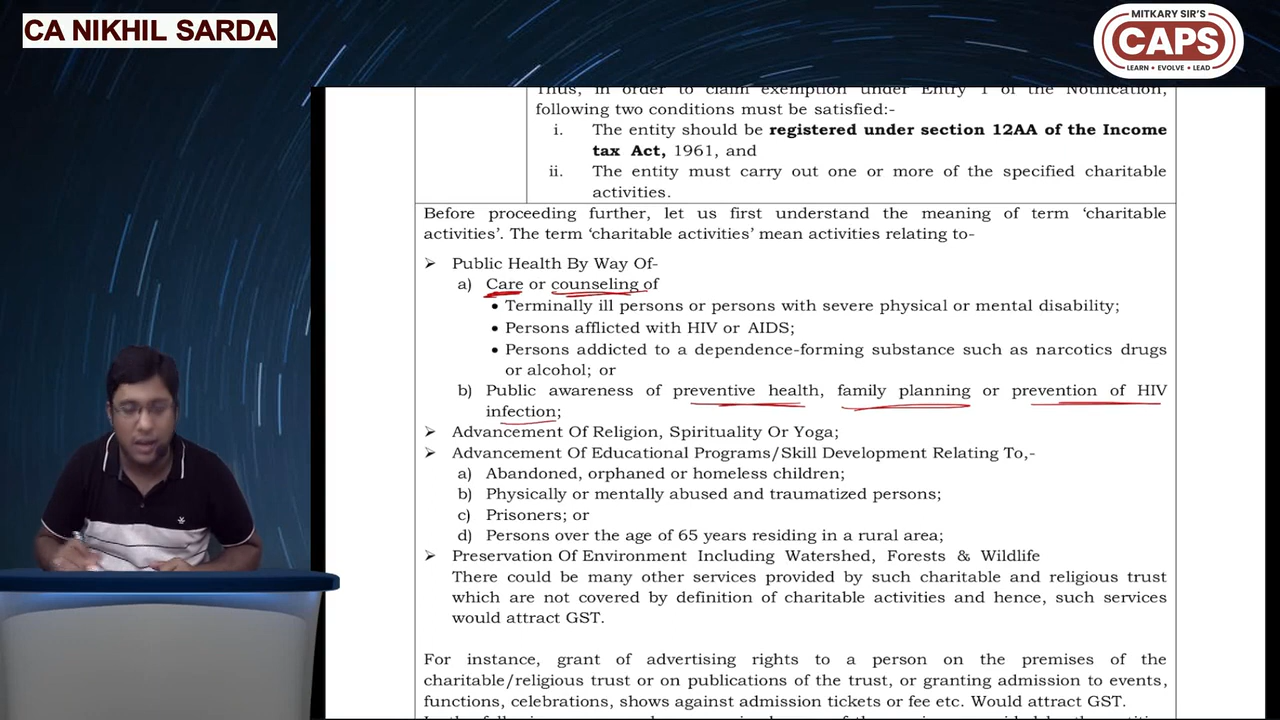 CA NIKHIL SARDA
MITKARY SIR'S
CAPS
LEARN • EVOLVE • LEAD
Thus, in order to claim exemption under Entry 1 of the Notification,
following two conditions must be satisfied:-
i. The entity should be registered under section 12AA of the Income
tax Act, 1961, and
ii. The entity must carry out one or more of the specified charitable
activities.
Before proceeding further, let us first understand the meaning of term ‘charitable
activities’. The term ‘charitable activities’ mean activities relating to-
➢ Public Health By Way Of-
a) Care or counseling of
• Terminally ill persons or persons with severe physical or mental disability;
• Persons afflicted with HIV or AIDS;
• Persons addicted to a dependence-forming substance such as narcotics drugs
or alcohol; or
b) Public awareness of preventive health, family planning or prevention of HIV
infection;
➢ Advancement Of Religion, Spirituality Or Yoga;
➢ Advancement Of Educational Programs/Skill Development Relating To,-
a) Abandoned, orphaned or homeless children;
b) Physically or mentally abused and traumatized persons;
c) Prisoners; or
d) Persons over the age of 65 years residing in a rural area;
➢ Preservation Of Environment Including Watershed, Forests & Wildlife
There could be many other services provided by such charitable and religious trust
which are not covered by definition of charitable activities and hence, such services
would attract GST.
For instance, grant of advertising rights to a person on the premises of the
charitable/religious trust or on publications of the trust, or granting admission to events,
functions, celebrations, shows against admission tickets or fee etc. Would attract GST.